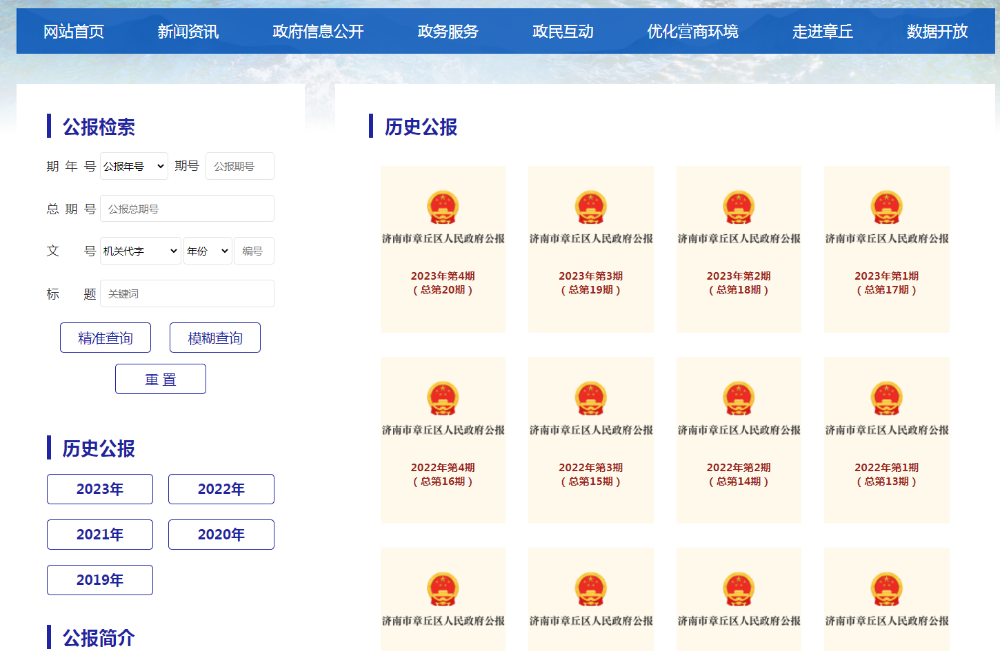 网站首页 新闻资讯 政府信息公开 政务服务 政民互动 优化营商环境 走进章丘 数据开放
公报检索
期年号 公报年号 期号 公报期号
总期号 公报总期号
文号 机关代字 年份 编号
标题 关键词
精准查询 模糊查询
重 置
历史公报
2023年 2022年
2021年 2020年
2019年
公报简介
历史公报
济南市章丘区人民政府公报 济南市章丘区人民政府公报 济南市章丘区人民政府公报 济南市章丘区人民政府公报
2023年第4期 2023年第3期 2023年第2期 2023年第1期
（总第20期） （总第19期） （总第18期） （总第17期）
济南市章丘区人民政府公报 济南市章丘区人民政府公报 济南市章丘区人民政府公报 济南市章丘区人民政府公报
2022年第4期 2022年第3期 2022年第2期 2022年第1期
（总第16期） （总第15期） （总第14期） （总第13期）
济南市章丘区人民政府公报 济南市章丘区人民政府公报 济南市章丘区人民政府公报 济南市章丘区人民政府公报